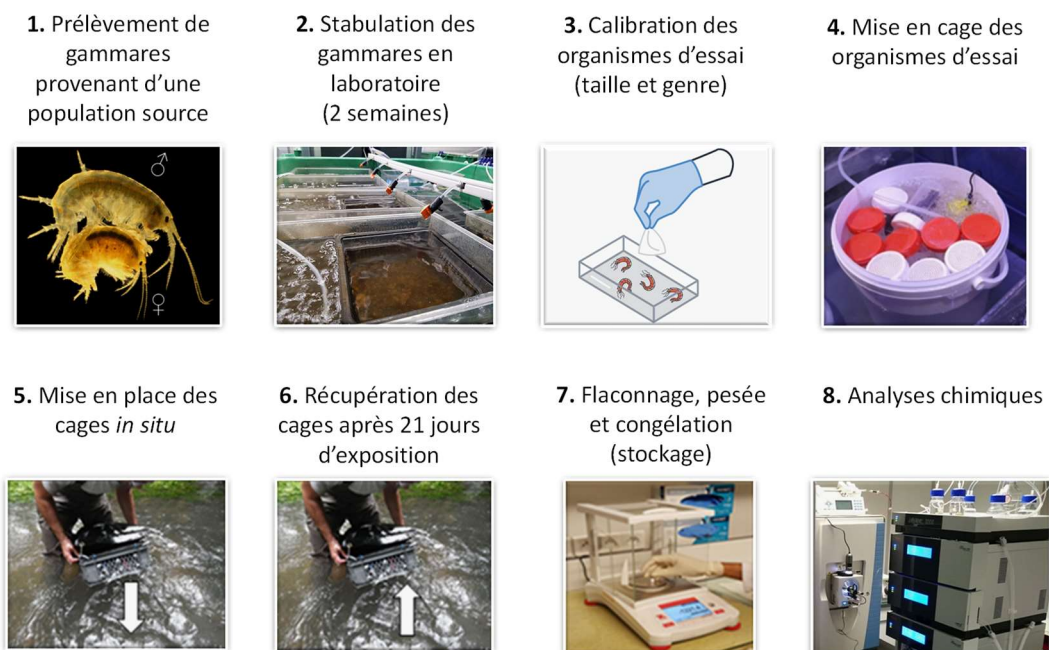 1. Prélèvement de
gammares
provenant d’une
population source
2. Stabulation des
gammares en
laboratoire
(2 semaines)
3. Calibration des
organismes d’essai
(taille et genre)
4. Mise en cage des
organismes d’essai
♂
♀
5. Mise en place des
cages in situ
6. Récupération des
cages après 21 jours
d’exposition
7. Flaconnage, pesée
et congélation
(stockage)
8. Analyses chimiques